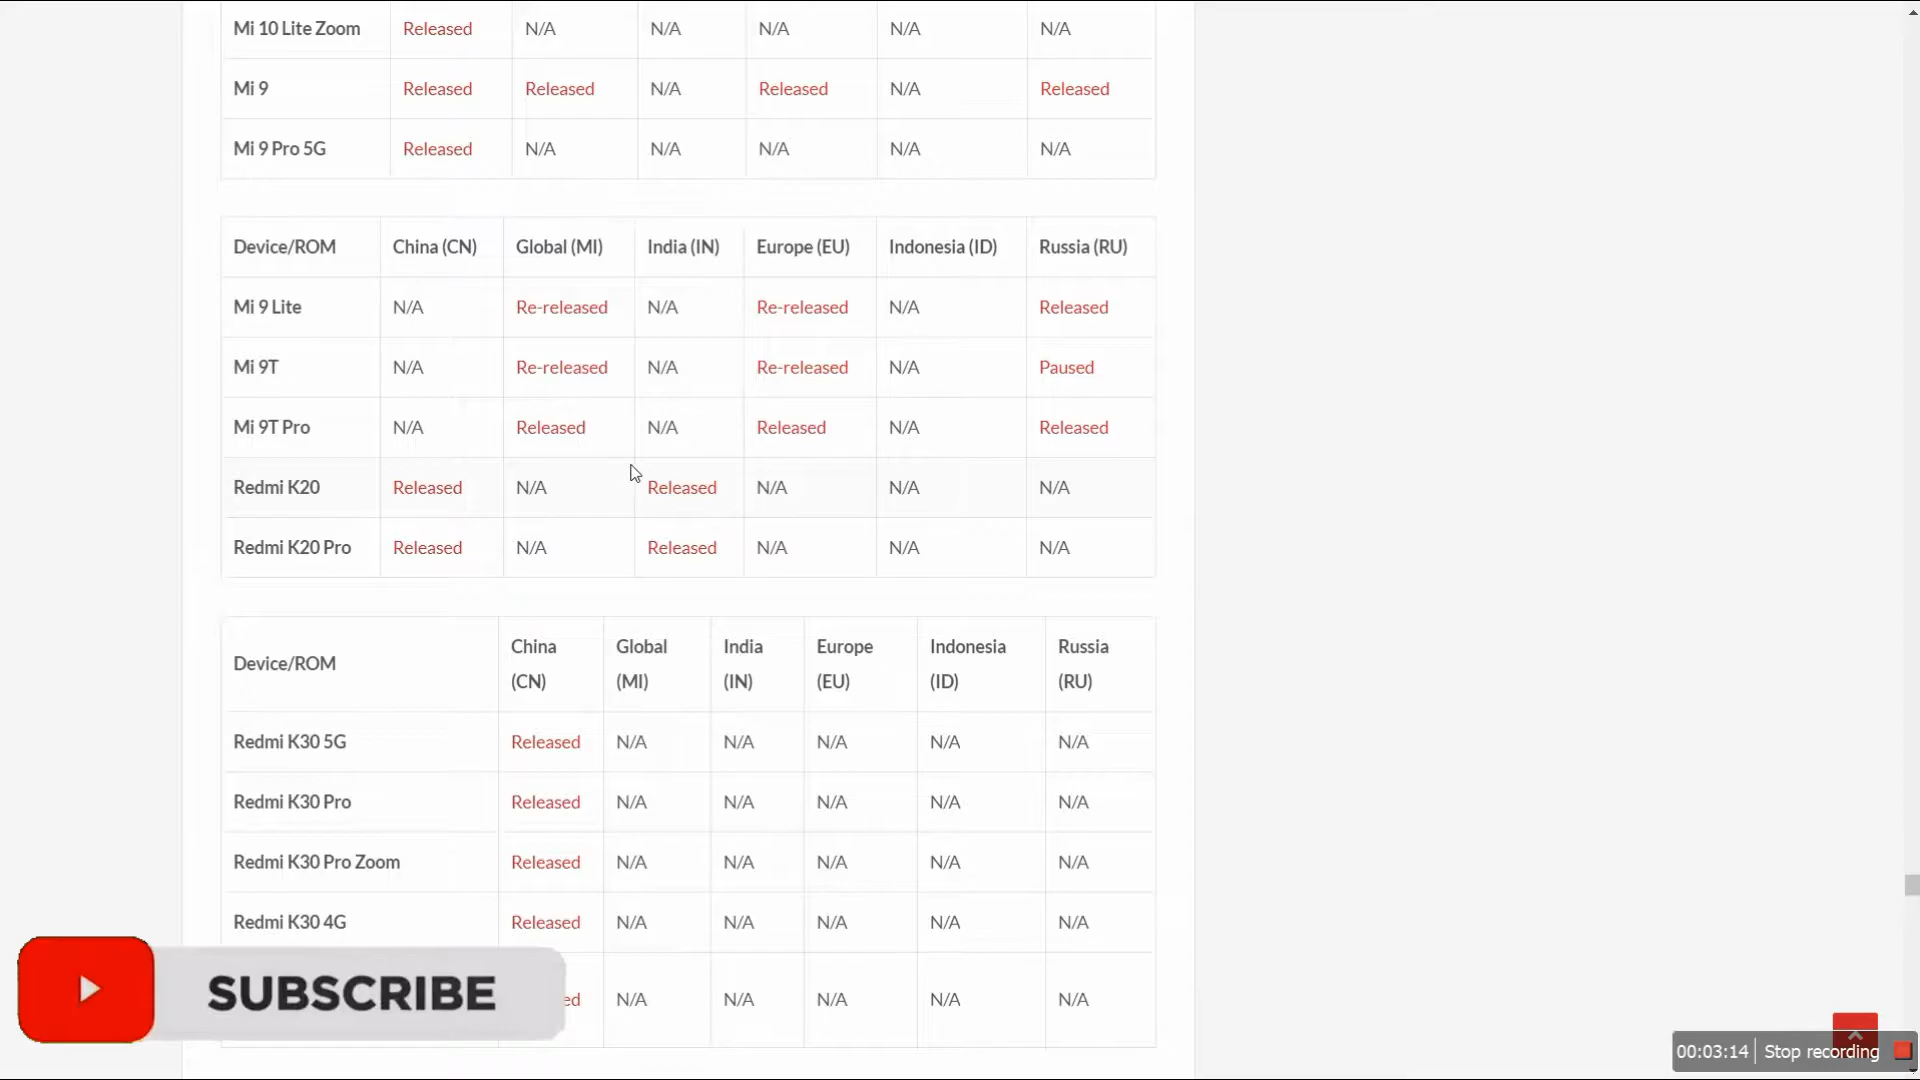 Mi 10 Lite Zoom Released N/A N/A N/A N/A N/A
Mi 9 Released Released N/A Released N/A Released
Mi 9 Pro 5G Released N/A N/A N/A N/A N/A
Device/ROM China (CN) Global (MI) India (IN) Europe (EU) Indonesia (ID) Russia (RU)
Mi 9 Lite N/A Re-released N/A Re-released N/A Released
Mi 9T N/A Re-released N/A Re-released N/A Paused
Mi 9T Pro N/A Released N/A Released N/A Released
Redmi K20 Released N/A Released N/A N/A N/A
Redmi K20 Pro Released N/A Released N/A N/A N/A
Device/ROM China (CN) Global (MI) India (IN) Europe (EU) Indonesia (ID) Russia (RU)
Redmi K30 5G Released N/A N/A N/A N/A N/A
Redmi K30 Pro Released N/A N/A N/A N/A N/A
Redmi K30 Pro Zoom Released N/A N/A N/A N/A N/A
Redmi K30 4G Released N/A N/A N/A N/A N/A
ed N/A N/A N/A N/A N/A
SUBSCRIBE
00:03:14 Stop recording